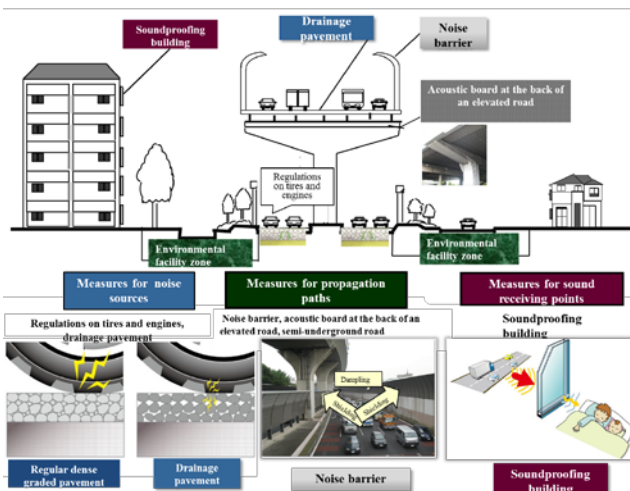 Soundproofing
building
Drainage
pavement
Noise
barrier
Acoustic board at the back of
an elevated road
Regulations
on tires and
engines
Environmental
facility zone
Environmental
facility zone
Measures for noise
sources
Measures for propagation
paths
Measures for sound
receiving points
Regulations on tires and engines,
drainage pavement
Noise barrier, acoustic board at the back of an
elevated road, semi-underground road
Soundproofing
building
Dampling
Shielding
Shielding
Regular dense
graded pavement
Drainage
pavement
Noise barrier
Soundproofing
building